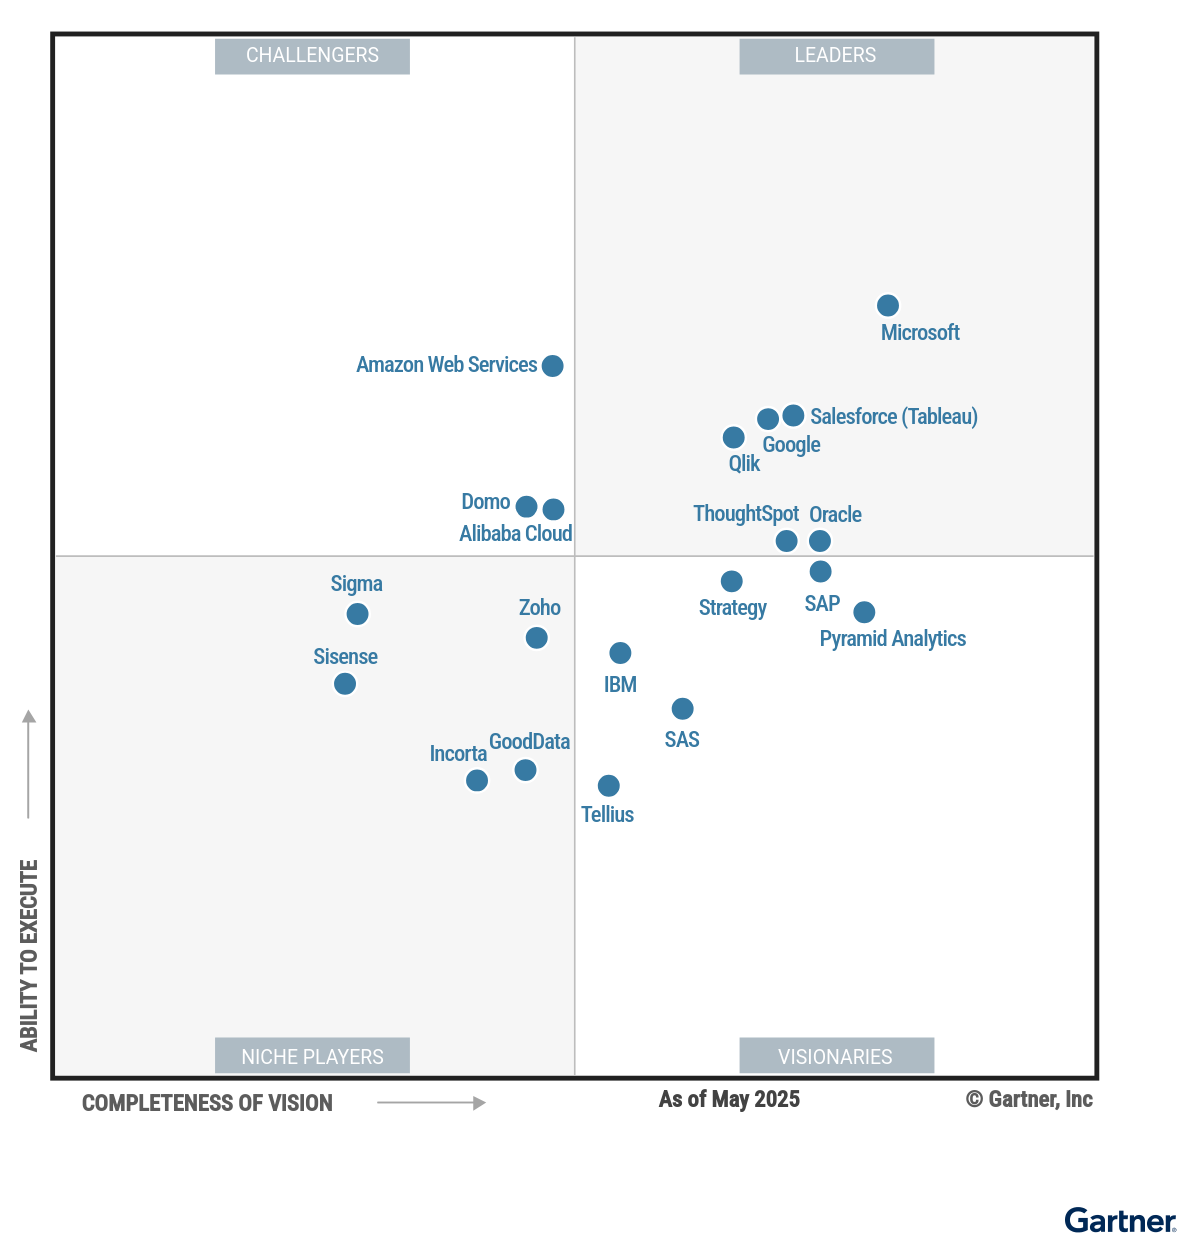 CHALLENGERS
LEADERS
Microsoft
Amazon Web Services
Salesforce (Tableau)
Google
Qlik
Domo
Alibaba Cloud
ThoughtSpot
Oracle
Sigma
Zoho
Strategy
SAP
Pyramid Analytics
Sisense
IBM
SAS
Incorta
GoodData
Tellius
ABILITY TO EXECUTE
NICHE PLAYERS
VISIONARIES
COMPLETENESS OF VISION
As of May 2025
© Gartner, Inc
Gartner®